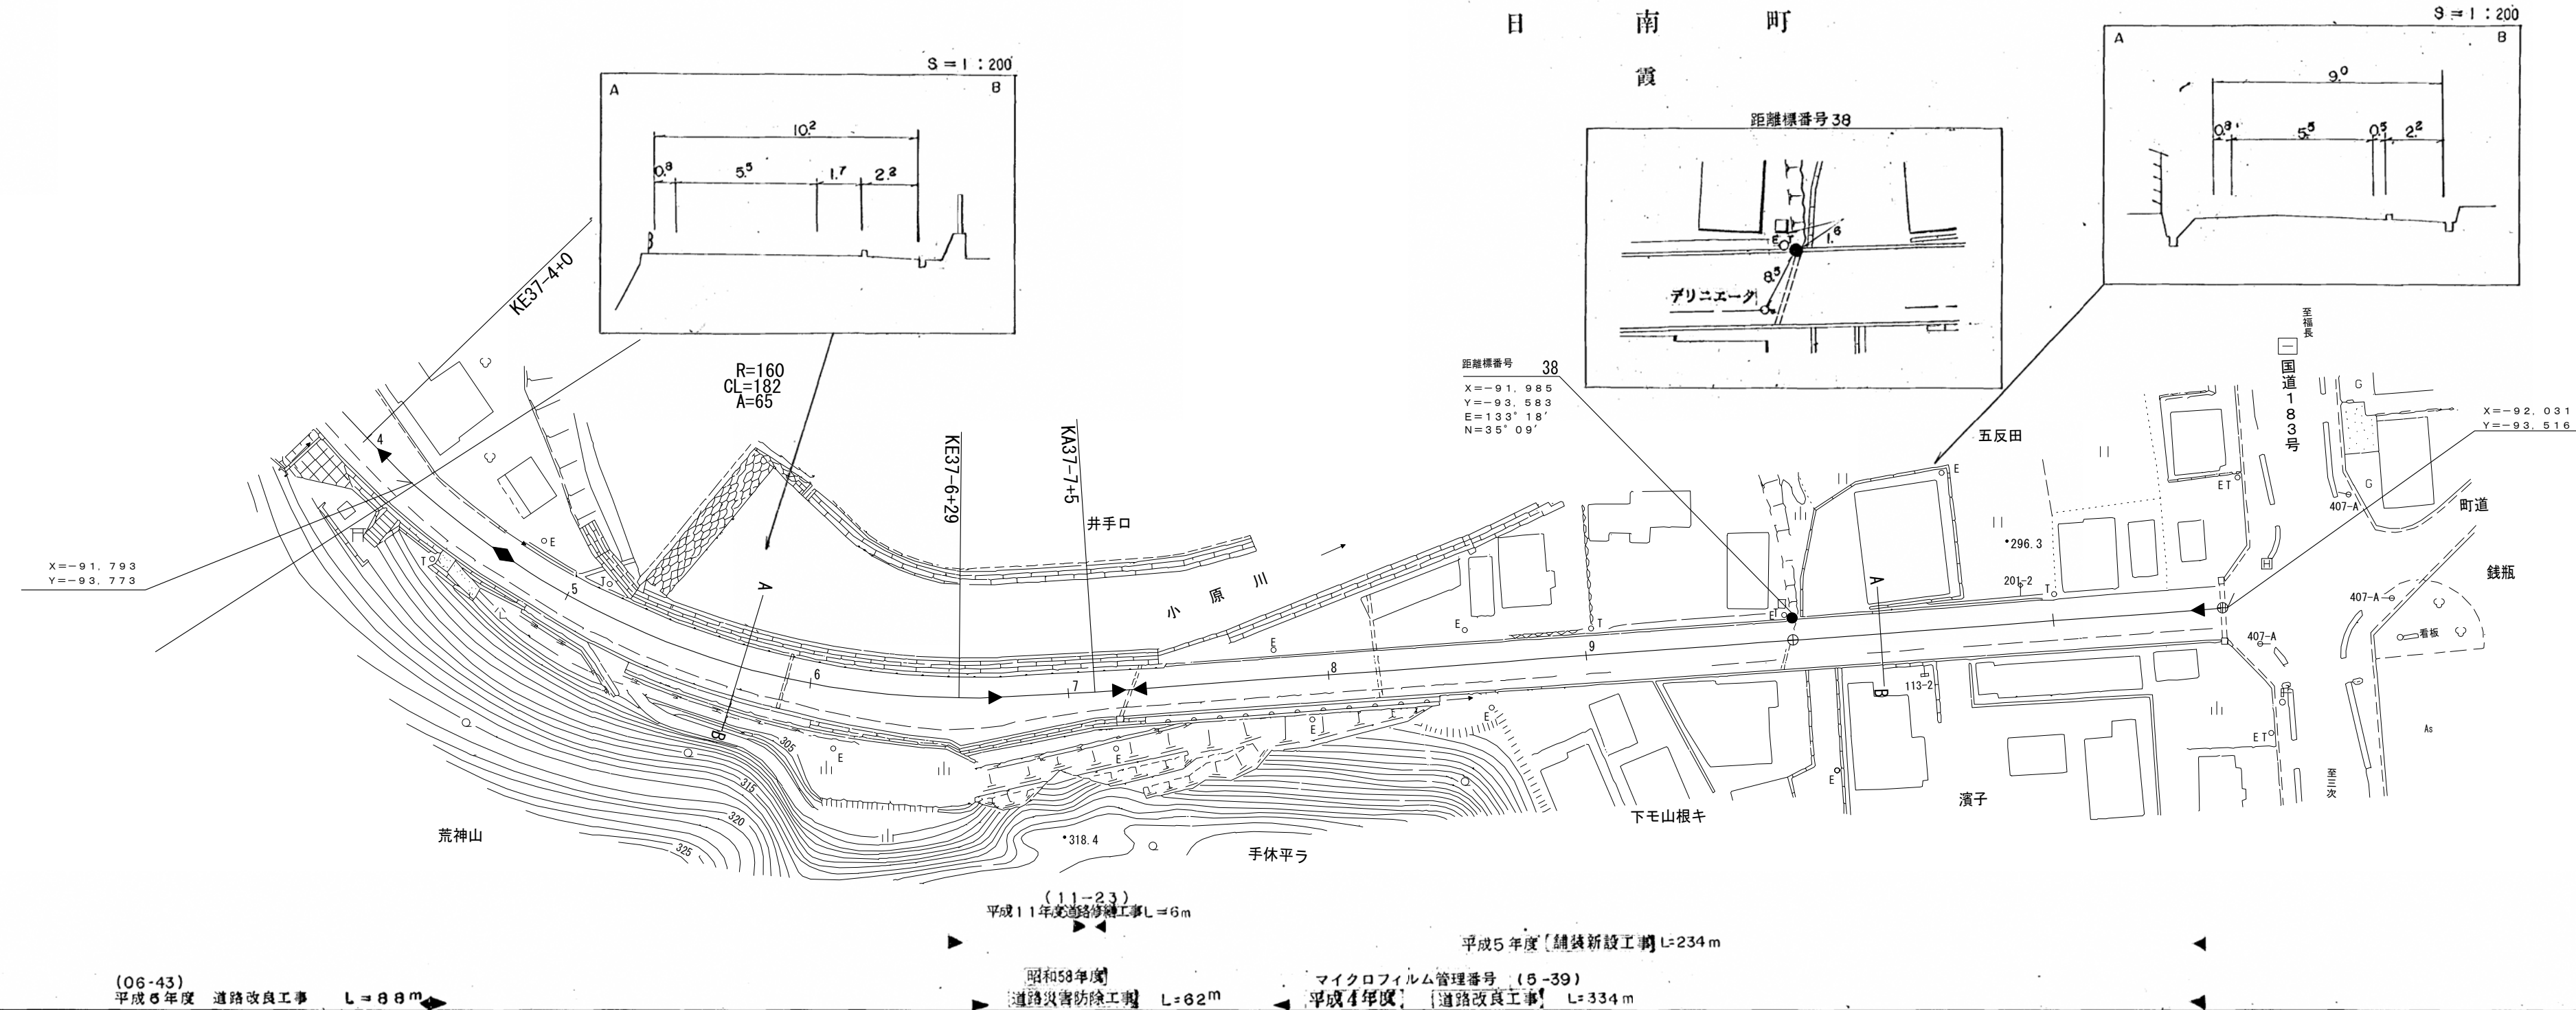 日南町
霞
S=1:200
A B
10.2
0.8 5.5 1.7 2.2
S=1:200
A B
9.0
0.8 5.5 0.5 2.2
距離標番号38
E T
1.6
8.5
デリニエータ
KE37-4+0
R=160
CL=182
A=65
KE37-6+29
KA37-7+5
井手口
小原川
距離標番号 38
X=-91, 985
Y=-93, 583
E=133° 18′
N=35° 09′
五反田
至福長
一
国道183号
G
G
X=-92, 031
Y=-93, 516
407-A
町道
E
E T
296.3
201-2
T
銭瓶
407-A
407-A
看板
H
X=-91, 793
Y=-93, 773
4
5
6
7
8
9
E
T
T
A
B
E
E
T
E T
A
B
113-2
E
E
E
E
E
E T
As
至三次
305
315
320
325
318.4
荒神山
手休平ラ
下モ山根キ
濱子
(11-23)
平成11年度道路修繕工事L=6m
平成5年度 舗装新設工事 L=234m
(06-43)
平成6年度 道路改良工事 L=88m
昭和58年度
道路災害防除工事 L=62m
マイクロフィルム管理番号 (5-39)
平成4年度 道路改良工事 L=334m